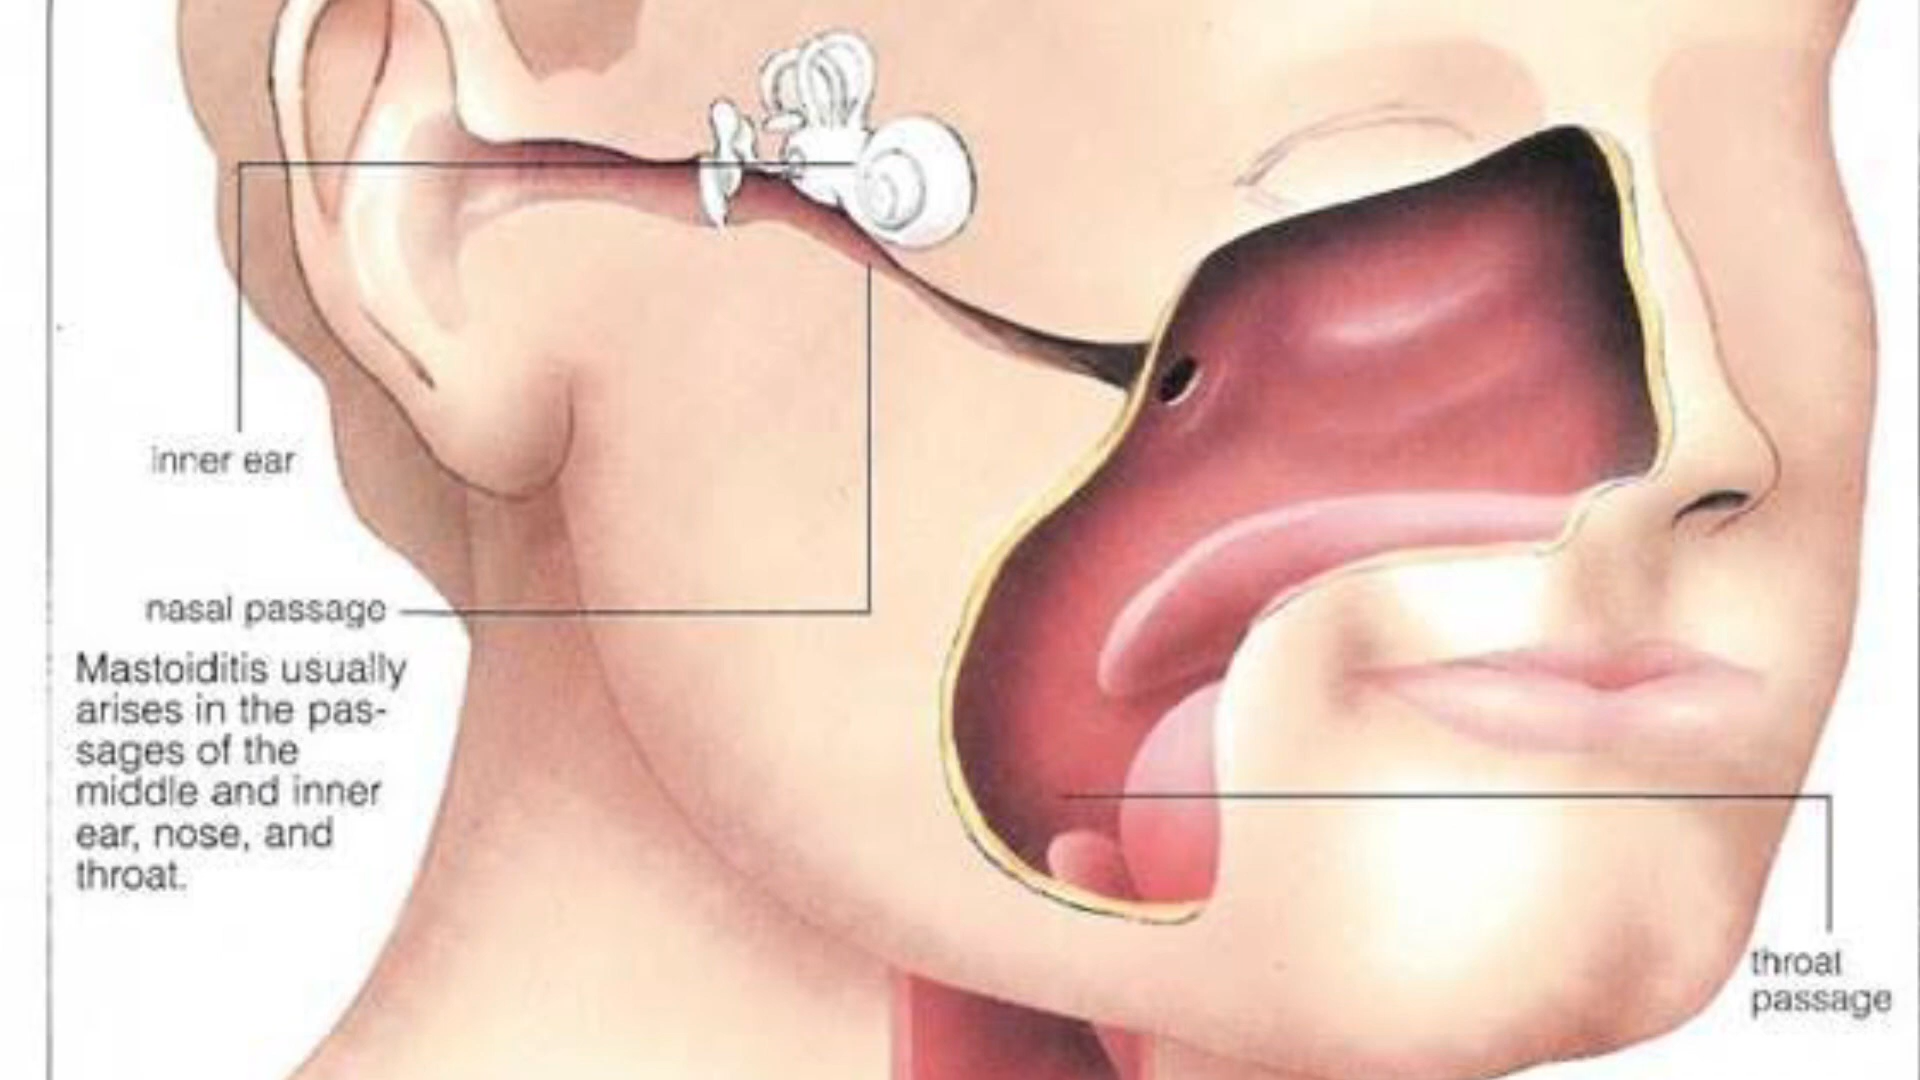 inner ear
nasal passage
Mastoiditis usually
arises in the pas-
sages of the
middle and inner
ear, nose, and
throat.
throat
passage